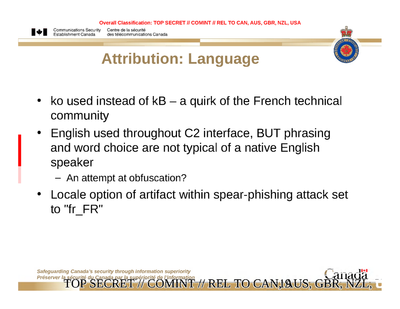 Overall Classification: TOP SECRET // COMINT // REL TO CAN, AUS, GBR, NZL, USA
Communications Security Centre de la sécurité
Establishment Canada des télécommunications Canada
Attribution: Language
• ko used instead of kB – a quirk of the French technical
community
• English used throughout C2 interface, BUT phrasing
and word choice are not typical of a native English
speaker
– An attempt at obfuscation?
• Locale option of artifact within spear-phishing attack set
to "fr_FR"
Safeguarding Canada's security through information superiority
Préserver la sécurité du Canada par la supériorité de l'information
Canada
TOP SECRET // COMINT // REL TO CAN, AUS, GBR, NZL,